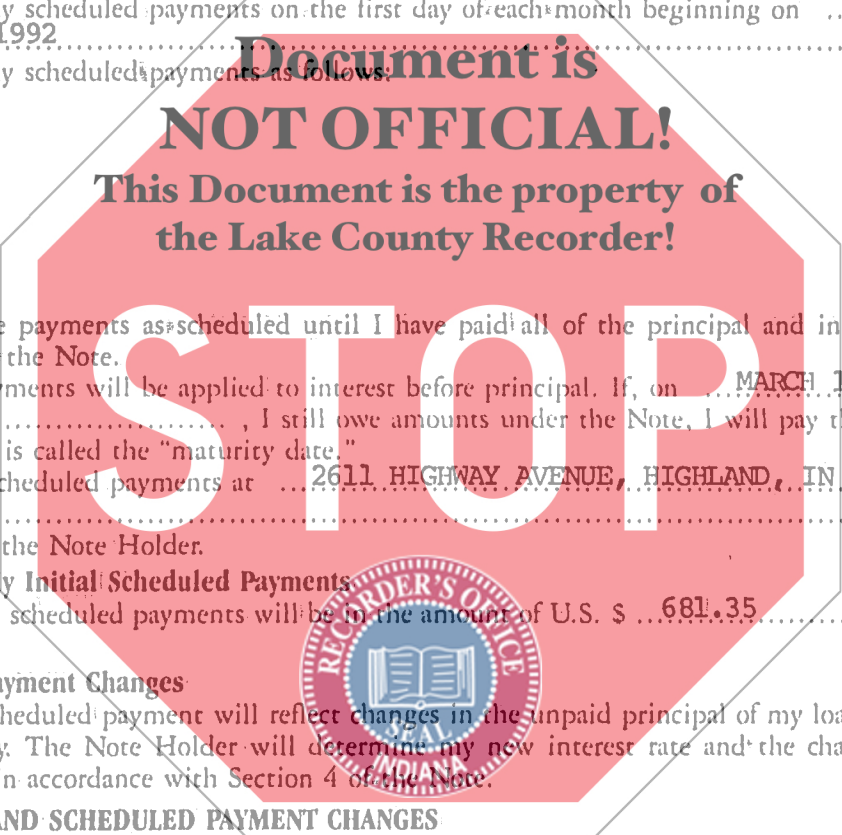 y scheduled payments on the first day of each month beginning on ..
1992
y scheduled payments as follows:
Document is
NOT OFFICIAL!
This Document is the property of
the Lake County Recorder!
STOP
e payments as scheduled until I have paid all of the principal and in
the Note.
yments will be applied to interest before principal. If, on .... MARCH 1
, I still owe amounts under the Note, I will pay t
is called the “maturity date.”
cheduled payments at ... 2611 HIGHWAY AVENUE, HIGHLAND, IN
the Note Holder.
y Initial Scheduled Payments
scheduled payments will be in the amount of U.S. $ ... 681.35
RECORDER'S OFFICE
SEAL
INDIANA
ayment Changes
heduled payment will reflect changes in the unpaid principal of my loa
y. The Note Holder will determine my new interest rate and the cha
n accordance with Section 4 of the Note.
AND SCHEDULED PAYMENT CHANGES